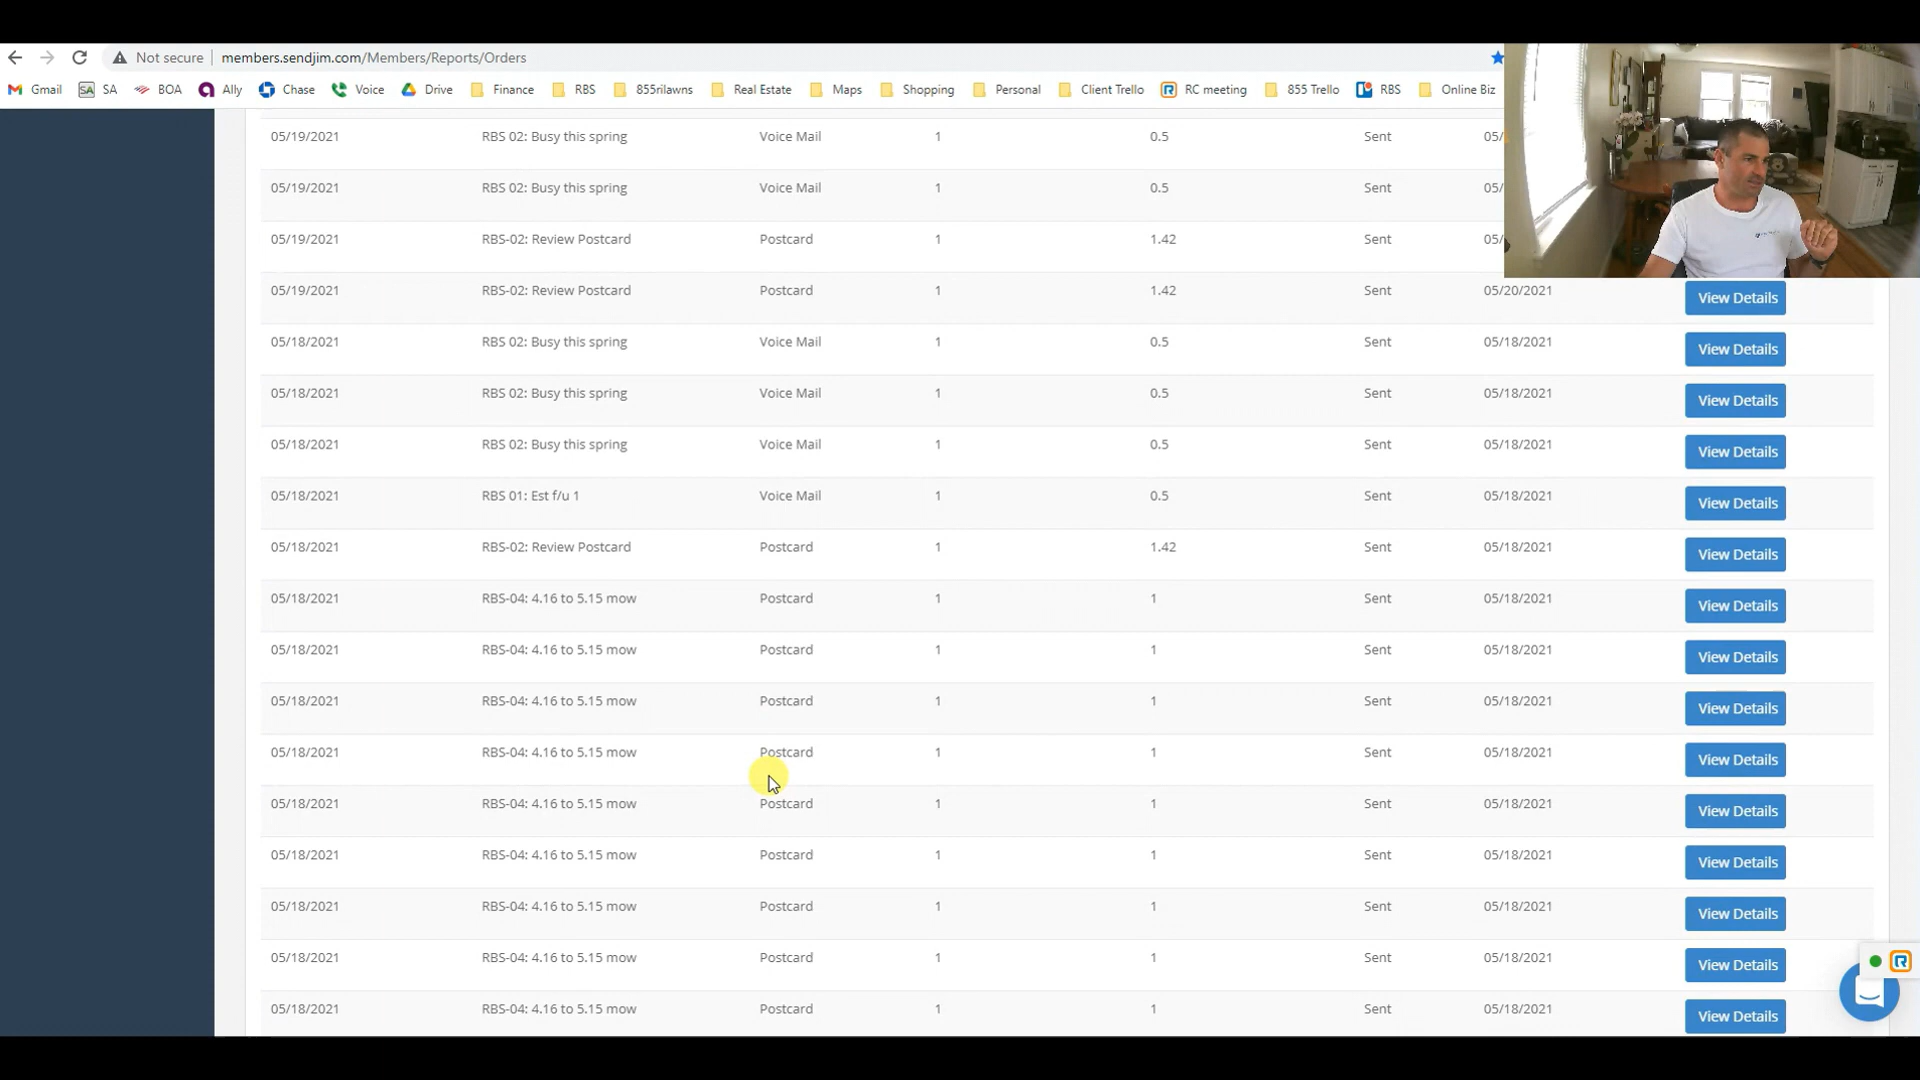 Not secure members.sendjim.com/Members/Reports/Orders
Gmail SA SA BOA Ally Chase Voice Drive Finance RBS 855rilawns Real Estate Maps Shopping Personal Client Trello RC meeting 855 Trello RBS Online Biz
05/19/2021 RBS 02: Busy this spring Voice Mail 1 0.5 Sent 05/
05/19/2021 RBS 02: Busy this spring Voice Mail 1 0.5 Sent 05/
05/19/2021 RBS-02: Review Postcard Postcard 1 1.42 Sent 05/
05/19/2021 RBS-02: Review Postcard Postcard 1 1.42 Sent 05/20/2021 View Details
05/18/2021 RBS 02: Busy this spring Voice Mail 1 0.5 Sent 05/18/2021 View Details
05/18/2021 RBS 02: Busy this spring Voice Mail 1 0.5 Sent 05/18/2021 View Details
05/18/2021 RBS 02: Busy this spring Voice Mail 1 0.5 Sent 05/18/2021 View Details
05/18/2021 RBS 01: Est f/u 1 Voice Mail 1 0.5 Sent 05/18/2021 View Details
05/18/2021 RBS-02: Review Postcard Postcard 1 1.42 Sent 05/18/2021 View Details
05/18/2021 RBS-04: 4.16 to 5.15 mow Postcard 1 1 Sent 05/18/2021 View Details
05/18/2021 RBS-04: 4.16 to 5.15 mow Postcard 1 1 Sent 05/18/2021 View Details
05/18/2021 RBS-04: 4.16 to 5.15 mow Postcard 1 1 Sent 05/18/2021 View Details
05/18/2021 RBS-04: 4.16 to 5.15 mow Postcard 1 1 Sent 05/18/2021 View Details
05/18/2021 RBS-04: 4.16 to 5.15 mow Postcard 1 1 Sent 05/18/2021 View Details
05/18/2021 RBS-04: 4.16 to 5.15 mow Postcard 1 1 Sent 05/18/2021 View Details
05/18/2021 RBS-04: 4.16 to 5.15 mow Postcard 1 1 Sent 05/18/2021 View Details
05/18/2021 RBS-04: 4.16 to 5.15 mow Postcard 1 1 Sent 05/18/2021 View Details
05/18/2021 RBS-04: 4.16 to 5.15 mow Postcard 1 1 Sent 05/18/2021 View Details